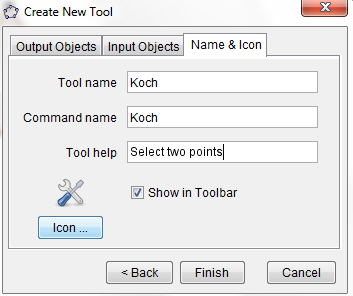 Create New Tool
Output Objects Input Objects Name & Icon
Tool name Koch
Command name Koch
Tool help Select two points
Show in Toolbar
Icon ...
< Back Finish Cancel